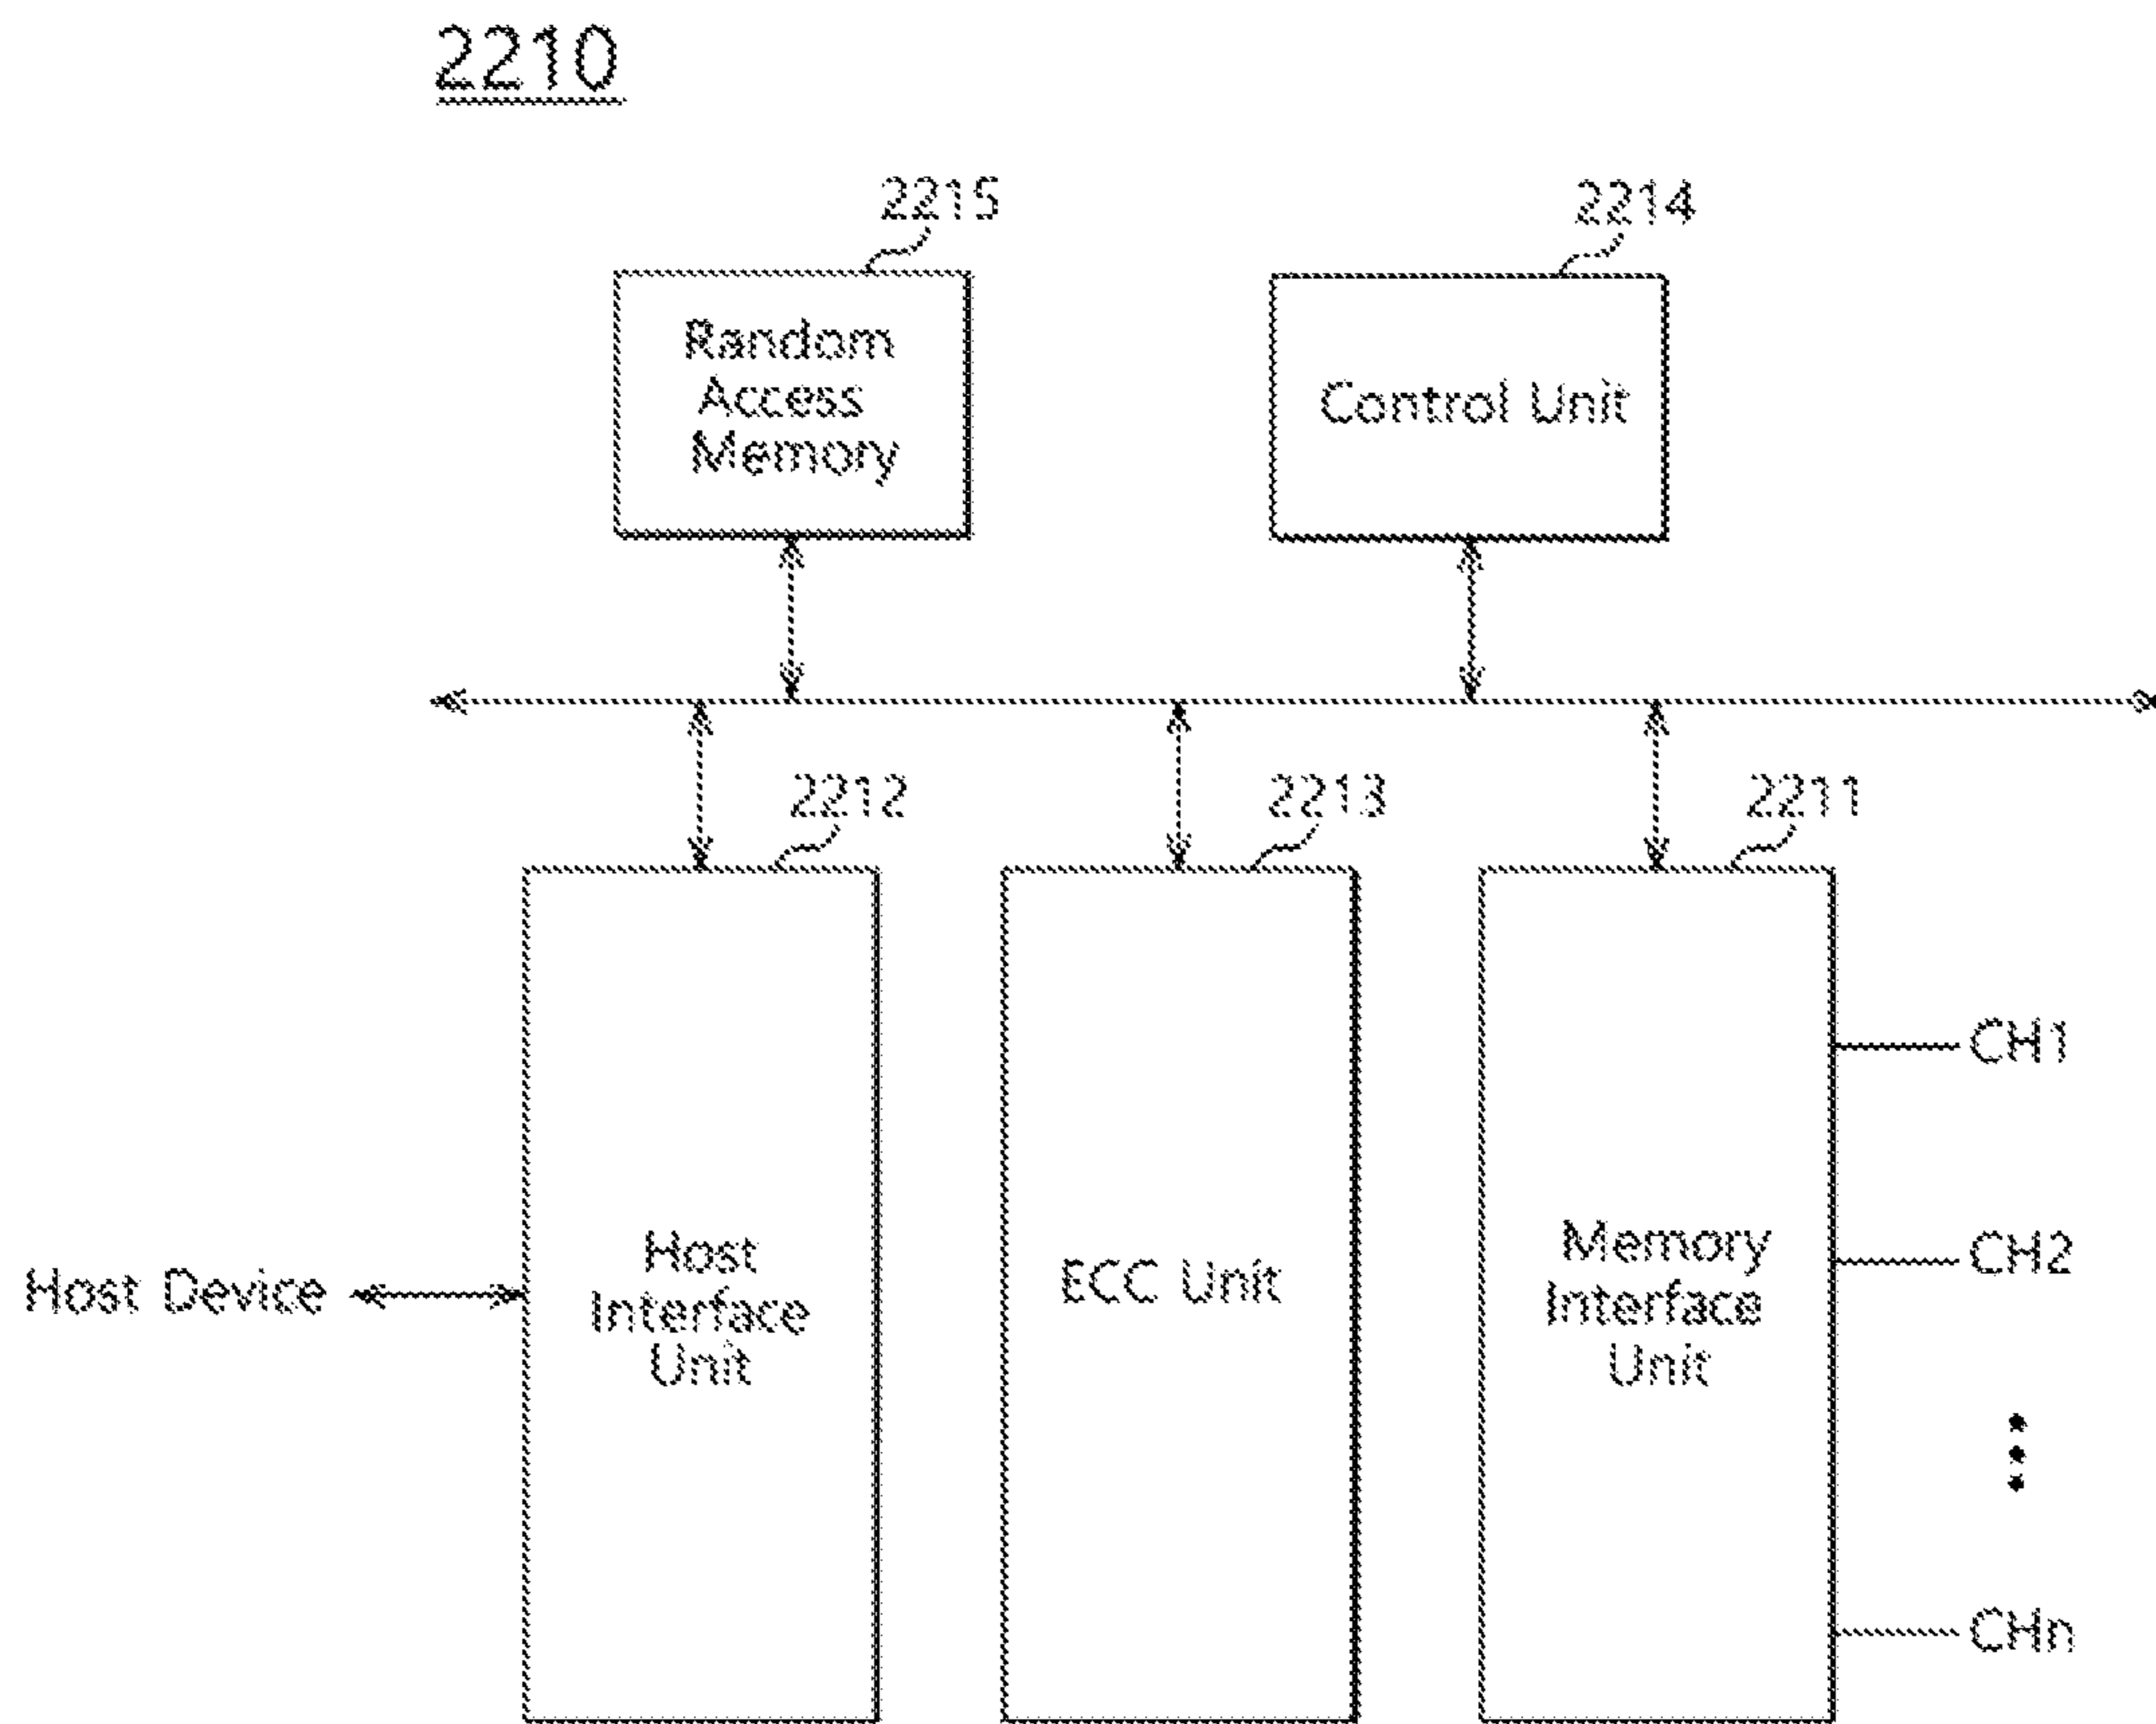 2210
2215
2214
Random
Access
Memory
Control Unit
2212
2213
2211
CH1
Host
Interface
Unit
ECC Unit
Memory
Interface
Unit
CH2
Host Device
CHn